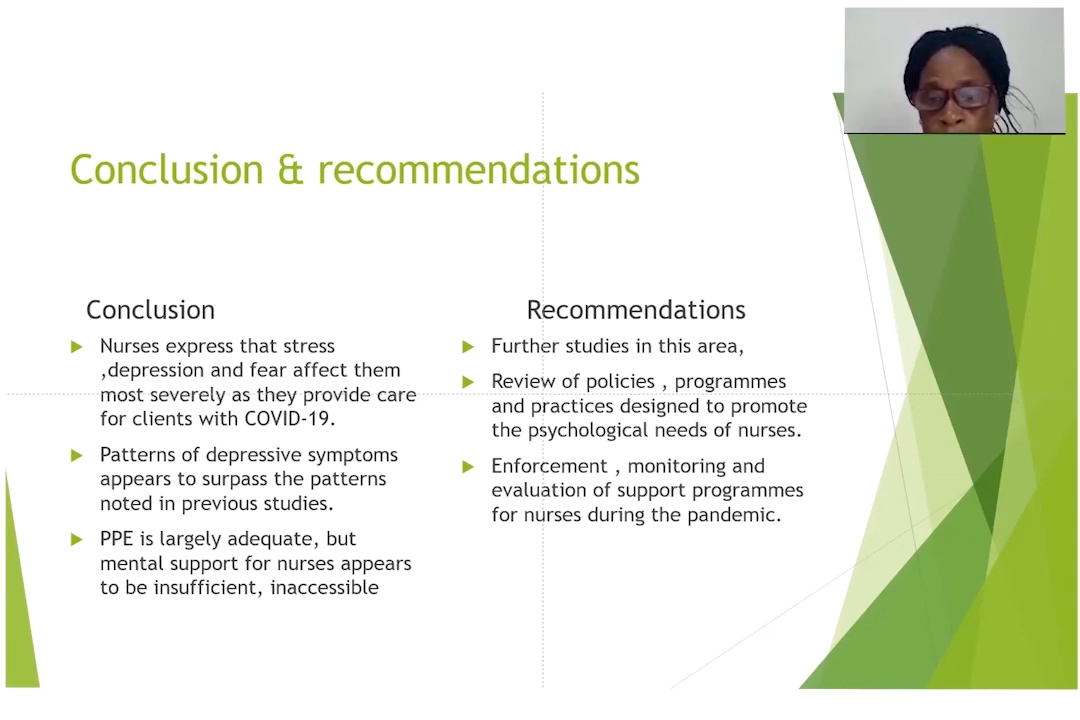 Conclusion & recommendations
Conclusion
Nurses express that stress
,depression and fear affect them
most severely as they provide care
for clients with COVID-19.
Patterns of depressive symptoms
appears to surpass the patterns
noted in previous studies.
PPE is largely adequate, but
mental support for nurses appears
to be insufficient, inaccessible
Recommendations
Further studies in this area,
Review of policies , programmes
and practices designed to promote
the psychological needs of nurses.
Enforcement , monitoring and
evaluation of support programmes
for nurses during the pandemic.